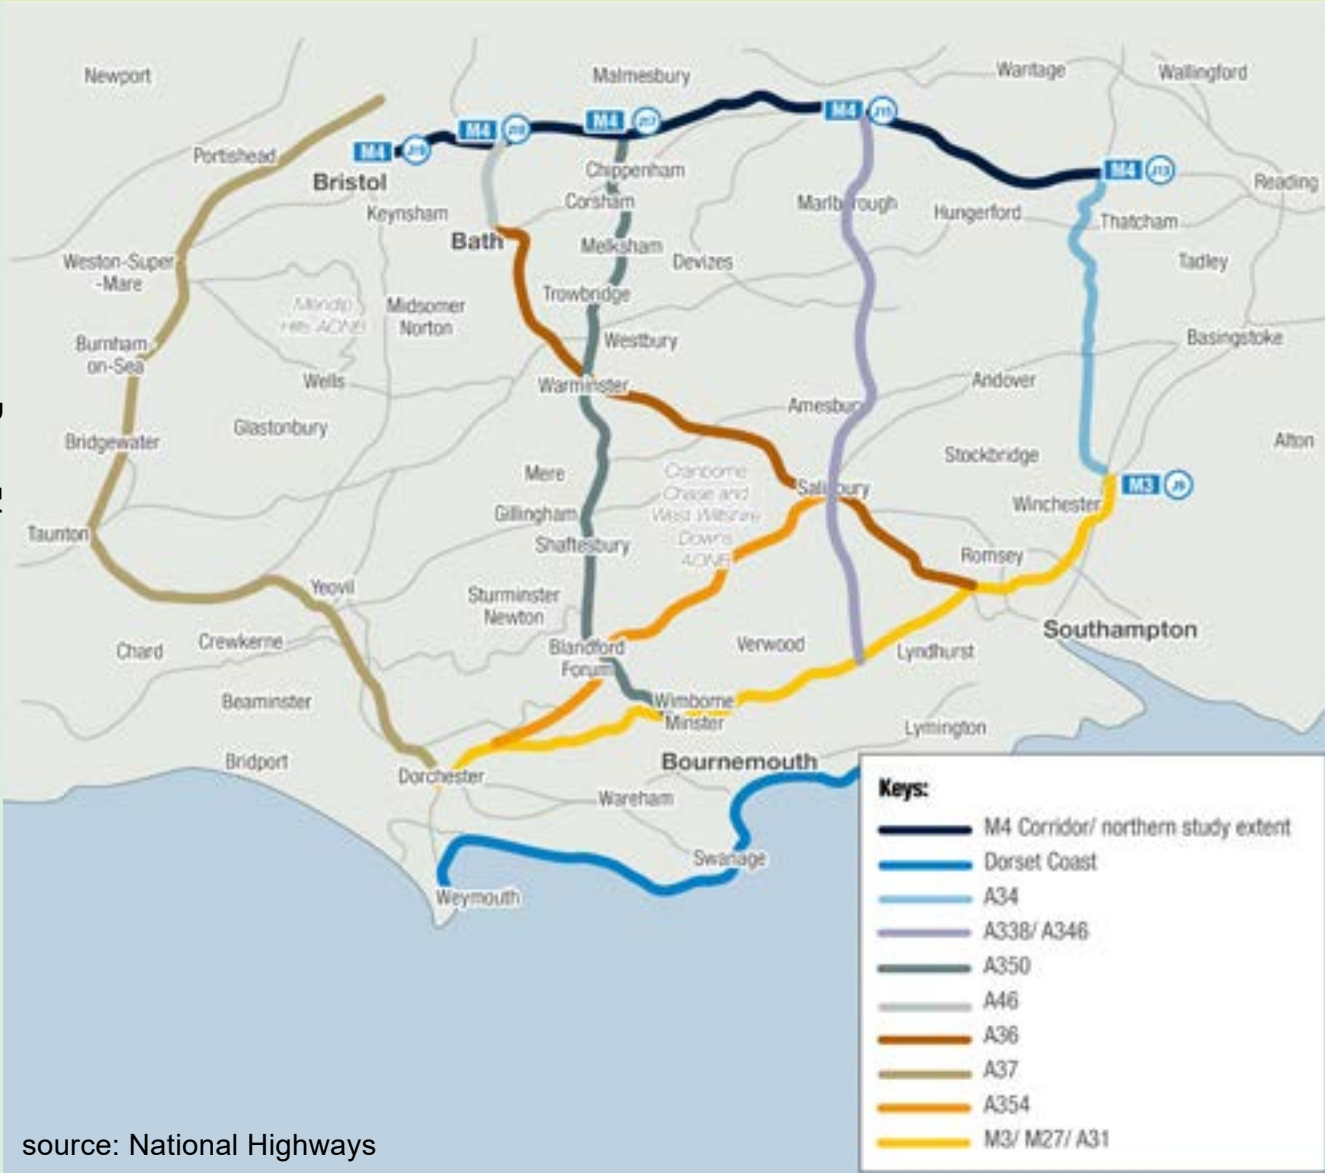 Newport
Malmesbury
Wantage
Wallingford
M4 J18
M4 J17
M4 J15
Portishead
M4 J19
Bristol
Chippenham
M4 J13
Reading
Keynsham
Corsham
Marlborough
Hungerford
Thatcham
Bath
Melksham
Devizes
Tadley
Weston-Super
-Mare
Mendip
Hills AONB
Midsomer
Norton
Trowbridge
Burnham
on-Sea
Westbury
Basingstoke
Wells
Warminster
Andover
Amesbury
Glastonbury
Bridgewater
Alton
Stockbridge
Mere
Cranborne
Chase and
West Wiltshire
Downs
AONB
Salisbury
M3 J9
Winchester
Gillingham
Taunton
Shaftesbury
Romsey
Yeovil
Sturminster
Newton
Southampton
Chard
Crewkerne
Blandford
Forum
Verwood
Lyndhurst
Beaminster
Wimborne
Minster
Lymington
Bridport
Dorchester
Bournemouth
Wareham
Swanage
Weymouth
Keys:
M4 Corridor/ northern study extent
Dorset Coast
A34
A338/ A346
A350
A46
A36
A37
A354
M3/ M27/ A31
source: National Highways